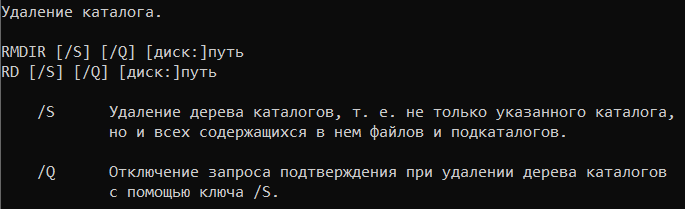 Удаление каталога.
RMDIR [/S] [/Q] [диск:]путь
RD [/S] [/Q] [диск:]путь
/S Удаление дерева каталогов, т. е. не только указанного каталога,
но и всех содержащихся в нем файлов и подкаталогов.
/Q Отключение запроса подтверждения при удалении дерева каталогов
с помощью ключа /S.